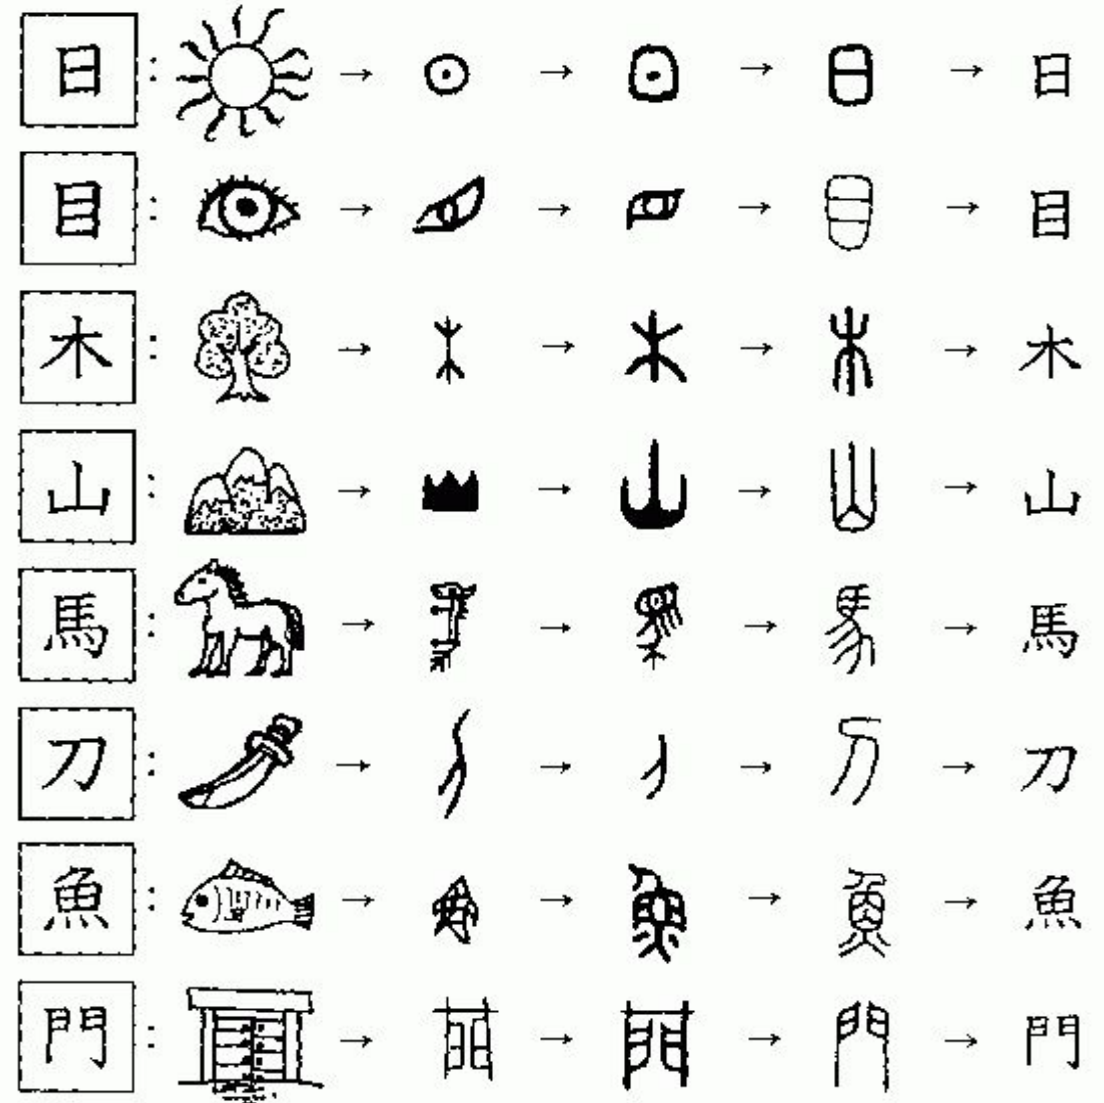 日 : → → → → 日
目 : → → → → 目
木 : → → → → 木
山 : → → → → 山
馬 : → → → → 馬
刀 : → → → → 刀
魚 : → → → → 魚
門 : → → → → 門